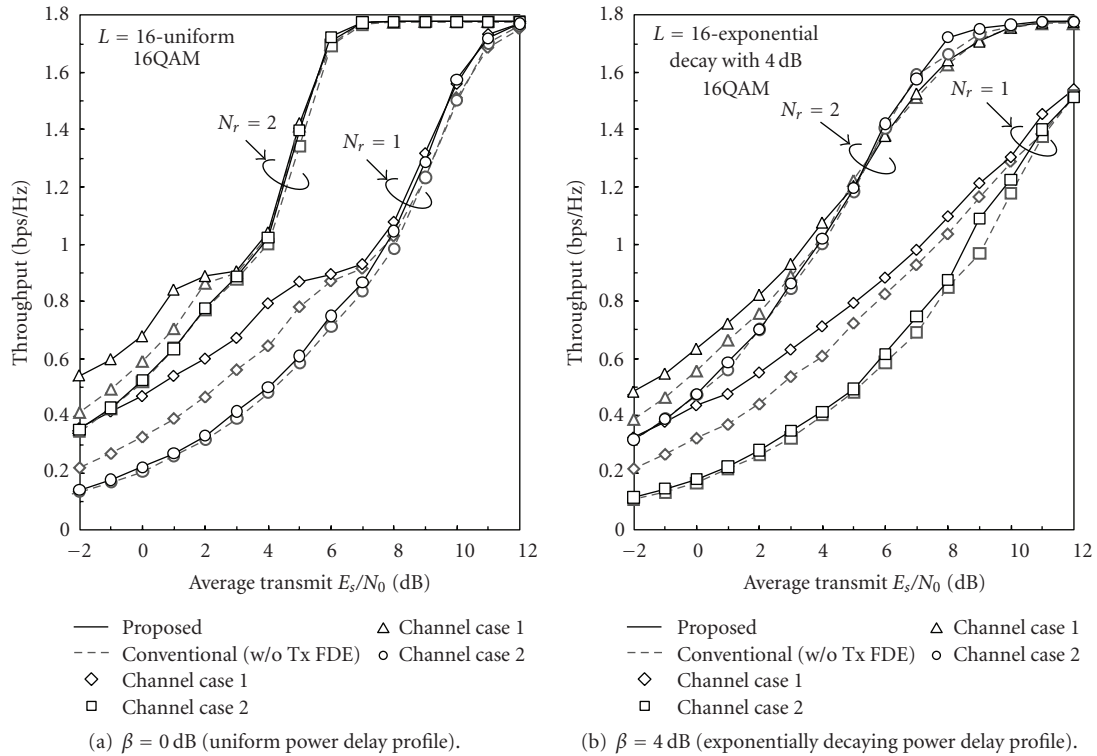 1.8
1.6
1.4
1.2
1
0.8
0.6
0.4
0.2
0
Throughput (bps/Hz)
L = 16-uniform
16QAM
N_r = 2
N_r = 1
−2 0 2 4 6 8 10 12
Average transmit E_s/N_0 (dB)
Proposed
Conventional (w/o Tx FDE)
Channel case 1
Channel case 2
Channel case 1
Channel case 2
(a) β = 0 dB (uniform power delay profile).
1.8
1.6
1.4
1.2
1
0.8
0.6
0.4
0.2
0
Throughput (bps/Hz)
L = 16-exponential
decay with 4 dB
16QAM
N_r = 2
N_r = 1
−2 0 2 4 6 8 10 12
Average transmit E_s/N_0 (dB)
Proposed
Conventional (w/o Tx FDE)
Channel case 1
Channel case 2
Channel case 1
Channel case 2
(b) β = 4 dB (exponentially decaying power delay profile).